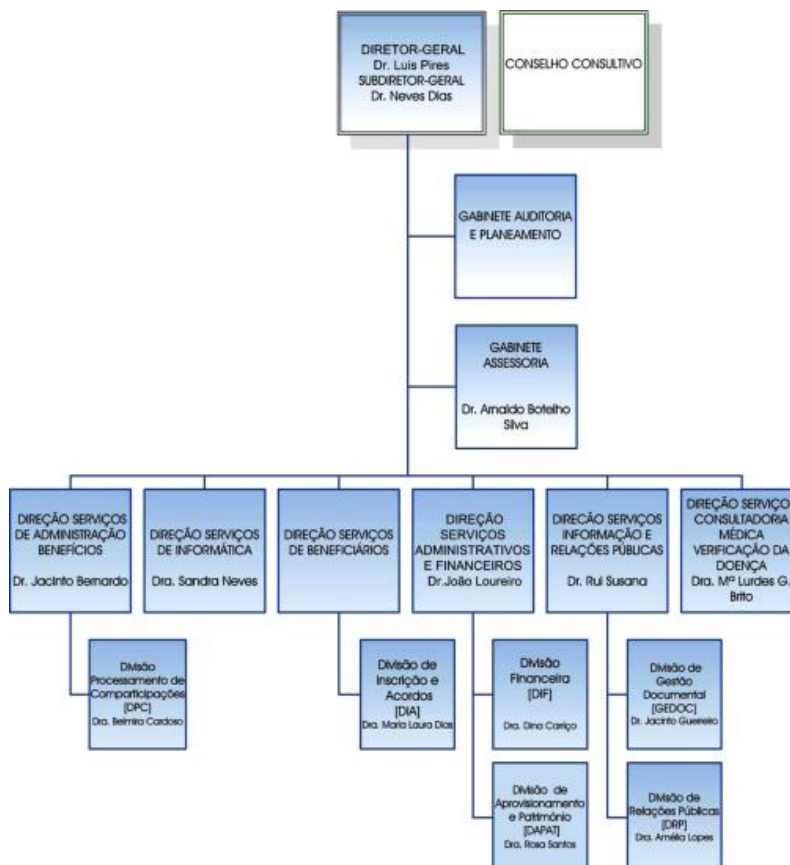 DIRETOR-GERAL
Dr. Luis Pires
SUBDIRETOR-GERAL
Dr. Neves Dias
CONSELHO CONSULTIVO
GABINETE AUDITORIA
E PLANEAMENTO
GABINETE
ASSESSORIA
Dr. Arnaldo Botelho
Silva
DIREÇÃO SERVIÇOS
DE ADMINISTRAÇÃO
BENEFÍCIOS
Dr. Jacinto Bernardo
DIREÇÃO SERVIÇOS
DE INFORMÁTICA
Dra. Sandra Neves
DIREÇÃO SERVIÇOS
DE BENEFICIÁRIOS
DIREÇÃO
SERVIÇOS
ADMINISTRATIVOS
E FINANCEIROS
Dr.João Loureiro
DIRECÃO SERVIÇOS
INFORMAÇÃO E
RELAÇÕES PÚBLICAS
Dr. Rui Susana
DIREÇÃO SERVIÇOS
CONSULTADORIA
MÉDICA
VERIFICAÇÃO DA
DOENÇA
Dra. Mª Lurdes G.
Brito
Divisão
Processamento de
Comparticipações
[DPC]
Dra. Belmira Cardoso
Divisão de
Inscrição e
Acordos
[DIA]
Dra. Maria Laura Dias
Divisão
Financeira
[DIF]
Dra. Dina Carriço
Divisão de
Gestão
Documental
[GEDOC]
Dr. Jacinto Guerreiro
Divisão de
Aprovisionamento
e Património
[DAPAT]
Dra. Rosa Santos
Divisão de
Relações Públicas
[DRP]
Dra. Amélia Lopes